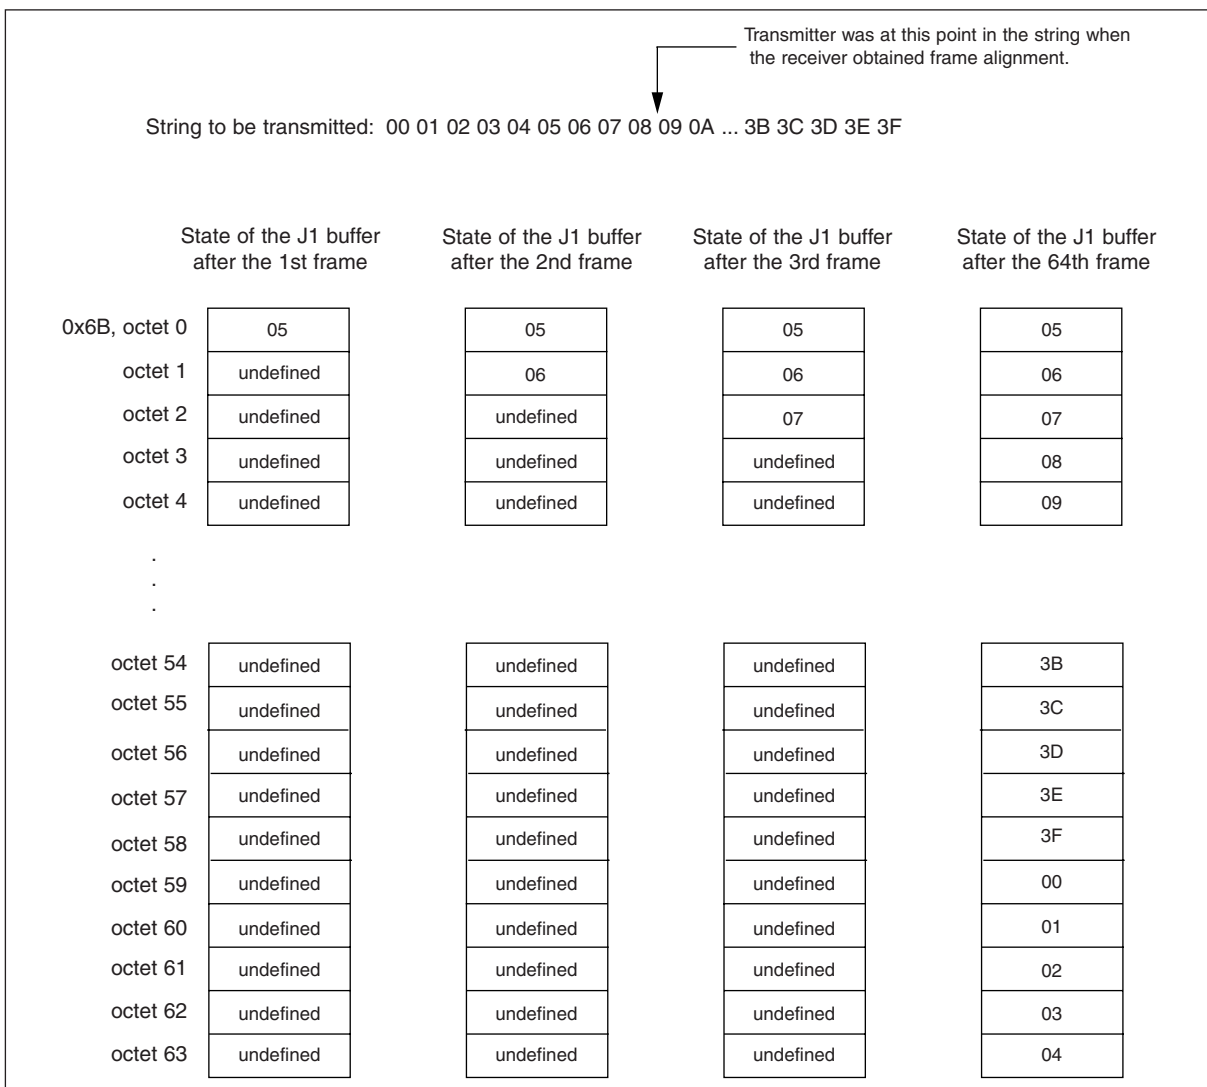 Transmitter was at this point in the string when
the receiver obtained frame alignment.
String to be transmitted: 00 01 02 03 04 05 06 07 08 09 0A ... 3B 3C 3D 3E 3F
State of the J1 buffer after the 1st frame
State of the J1 buffer after the 2nd frame
State of the J1 buffer after the 3rd frame
State of the J1 buffer after the 64th frame
0x6B, octet 0 05 05 05 05
octet 1 undefined 06 06 06
octet 2 undefined undefined 07 07
octet 3 undefined undefined undefined 08
octet 4 undefined undefined undefined 09
.
.
.
octet 54 undefined undefined undefined 3B
octet 55 undefined undefined undefined 3C
octet 56 undefined undefined undefined 3D
octet 57 undefined undefined undefined 3E
octet 58 undefined undefined undefined 3F
octet 59 undefined undefined undefined 00
octet 60 undefined undefined undefined 01
octet 61 undefined undefined undefined 02
octet 62 undefined undefined undefined 03
octet 63 undefined undefined undefined 04